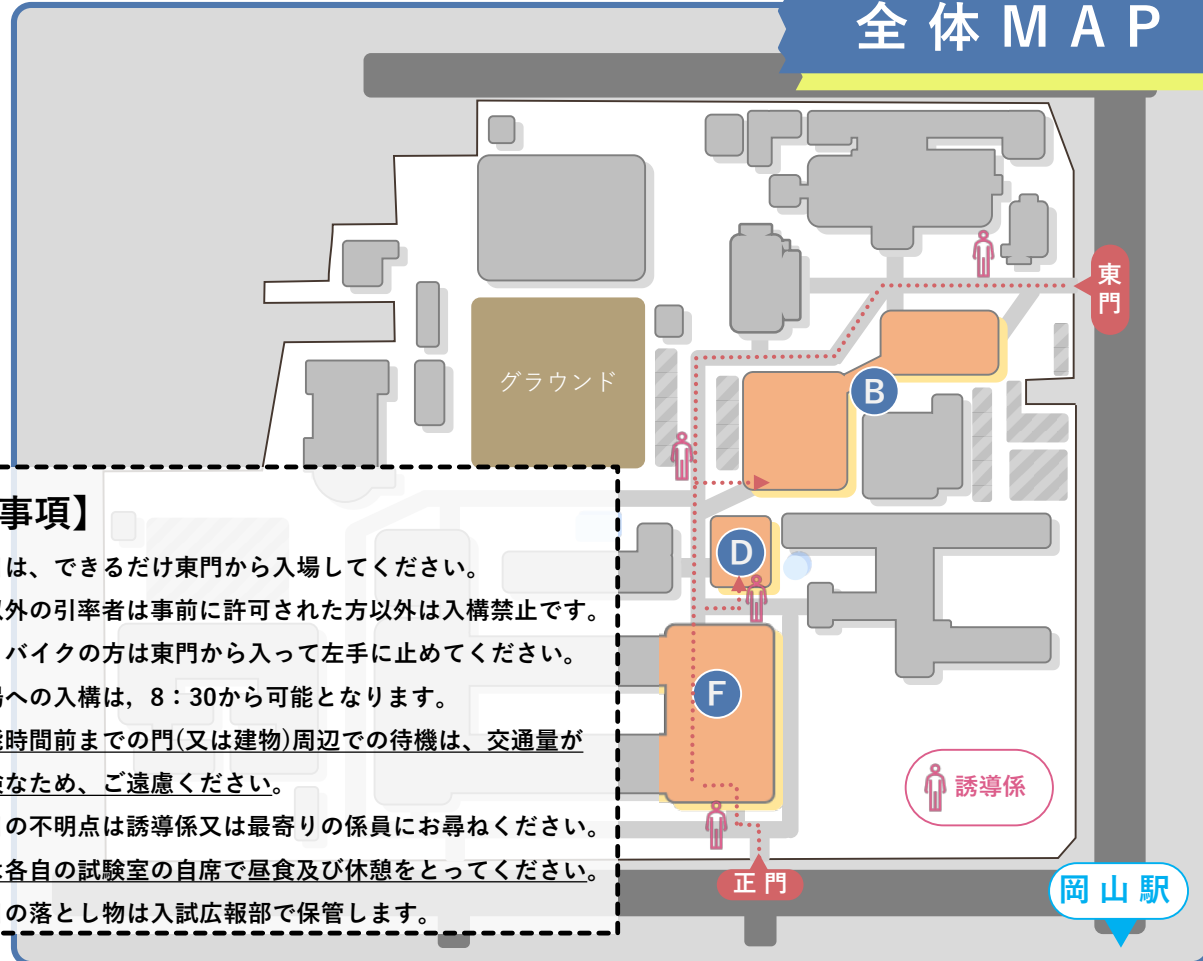 全体MAP
東門
グラウンド
B
D
F
誘導係
正門
岡山駅
事項】
は、できるだけ東門から入場してください。
以外の引率者は事前に許可された方以外は入構禁止です。
バイクの方は東門から入って左手に止めてください。
場への入構は，8：30から可能となります。
能時間前までの門(又は建物)周辺での待機は、交通量が
険なため、ご遠慮ください。
の不明点は誘導係又は最寄りの係員にお尋ねください。
は各自の試験室の自席で昼食及び休憩をとってください。
の落とし物は入試広報部で保管します。